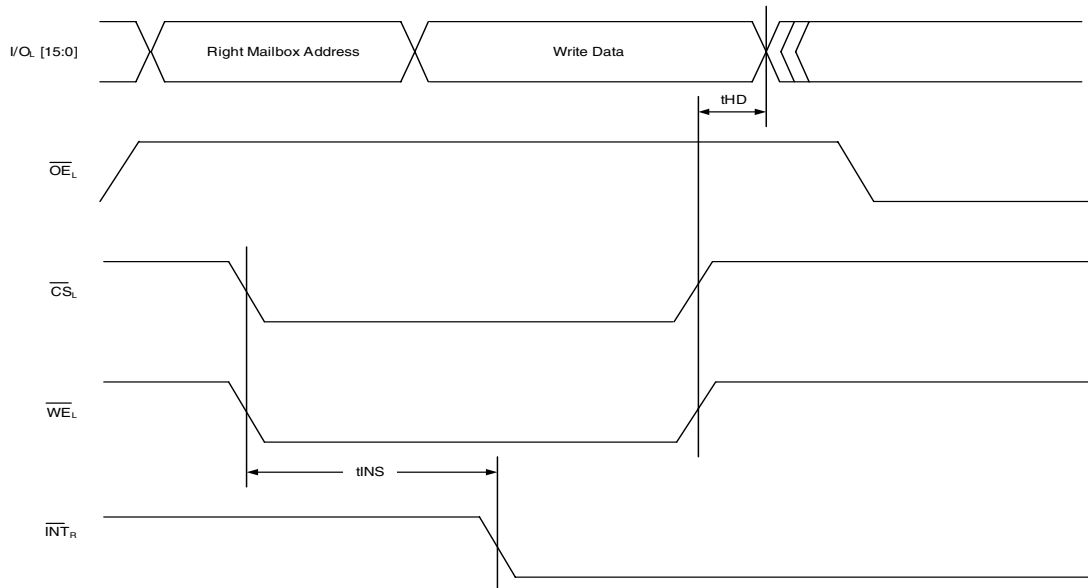 I/OL [15:0]
Right Mailbox Address
Write Data
tHD
OEL
CSL
WEL
tINS
INTR